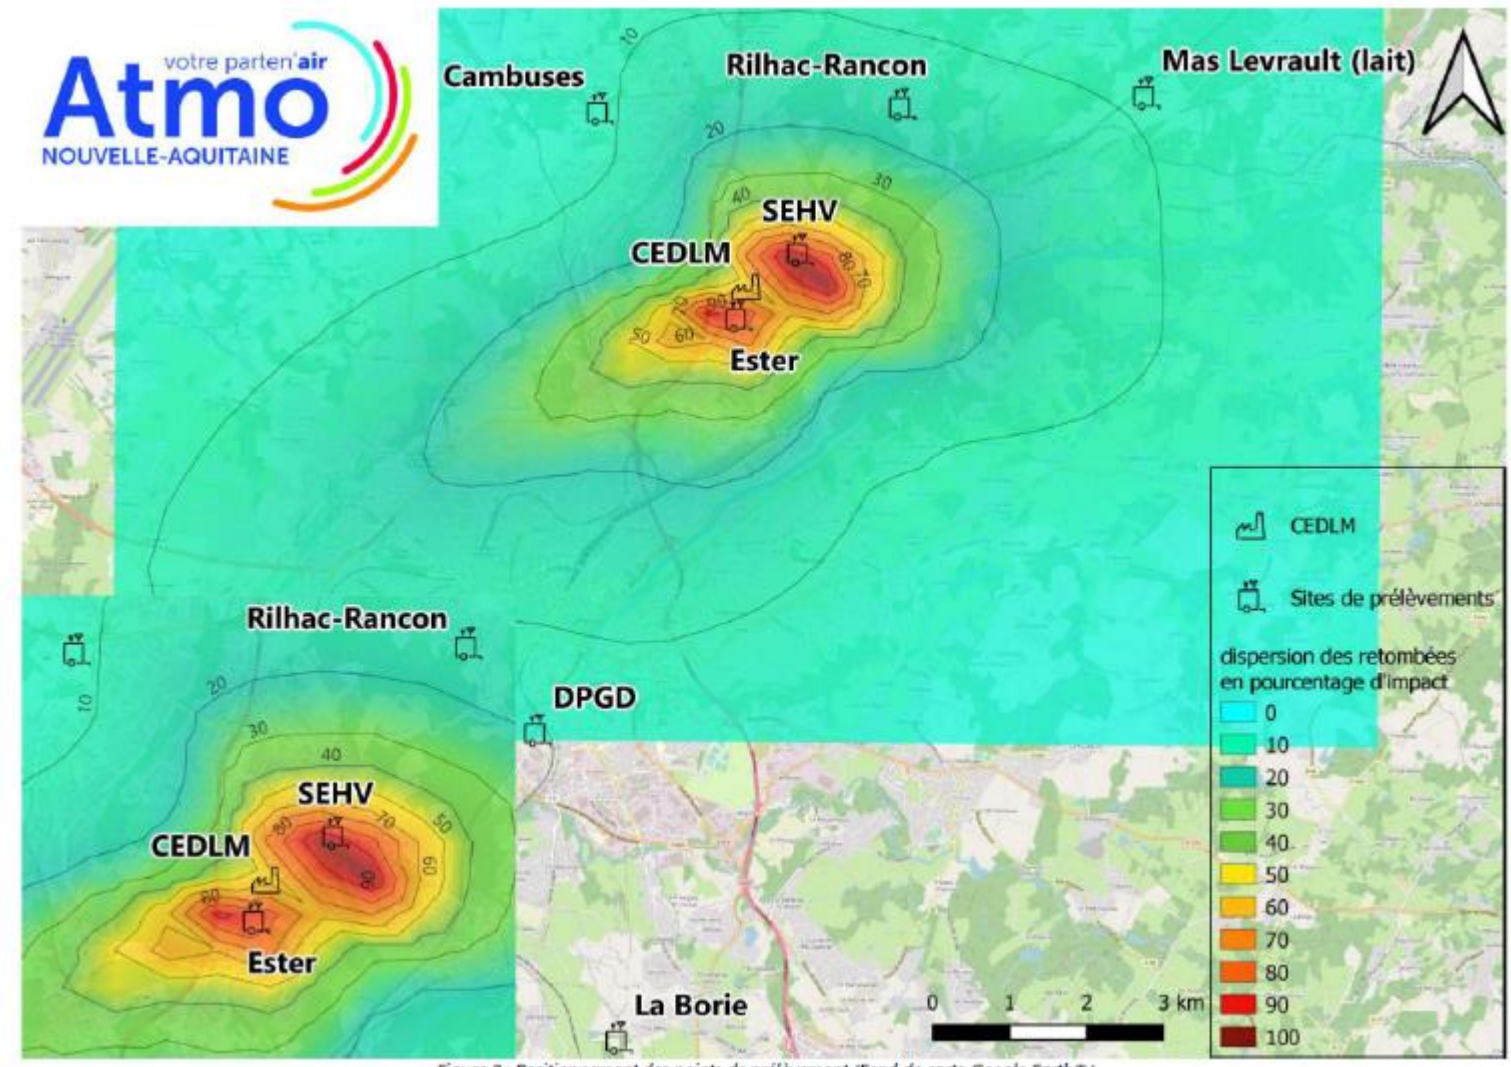 votre parten'air
Atmo
NOUVELLE-AQUITAINE
10
Cambuses
Rilhac-Rancon
Mas Levrault (lait)
20
30
40
SEHV
CEDLM
80
70
50
60
Ester
Rilhac-Rancon
10
20
30
40
SEHV
80
70
50
60
90
CEDLM
80
Ester
DPGD
La Borie
0 1 2 3 km
CEDLM
Sites de prélèvements
dispersion des retombées
en pourcentage d'impact
0
10
20
30
40
50
60
70
80
90
100